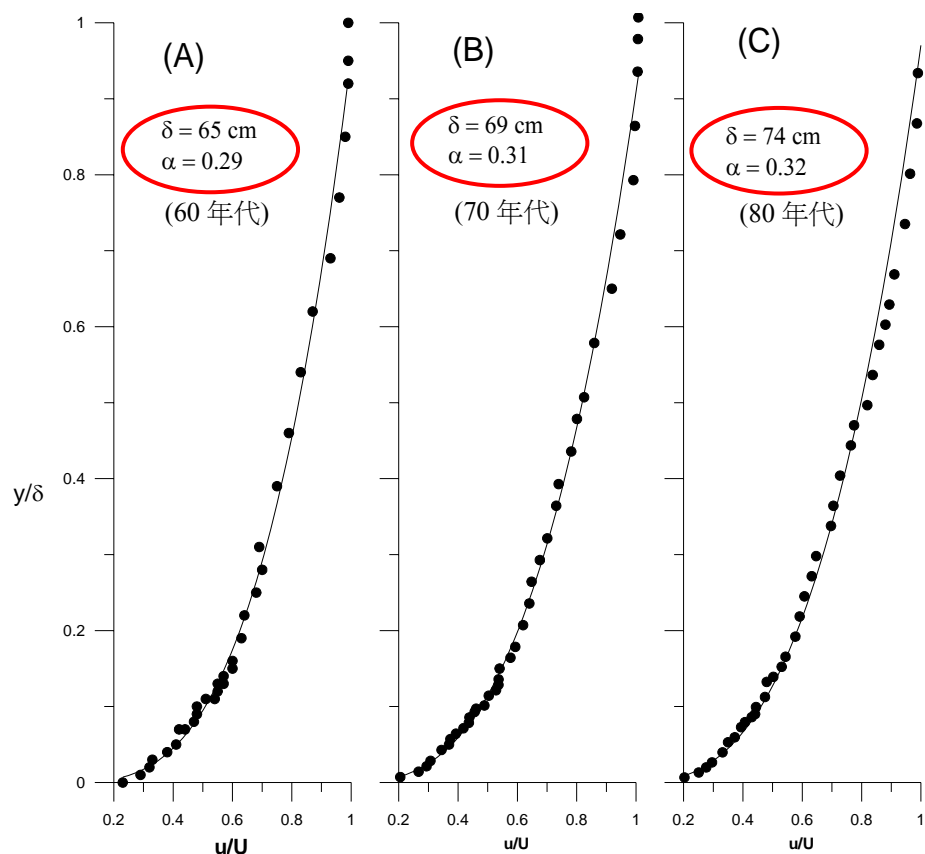 (A)
δ = 65 cm
α = 0.29
(60 年代)
(B)
δ = 69 cm
α = 0.31
(70 年代)
(C)
δ = 74 cm
α = 0.32
(80 年代)
1
0.8
0.6
0.4
0.2
0
y/δ
0.2 0.4 0.6 0.8 1
u/U
0.2 0.4 0.6 0.8 1
u/U
0.2 0.4 0.6 0.8 1
u/U